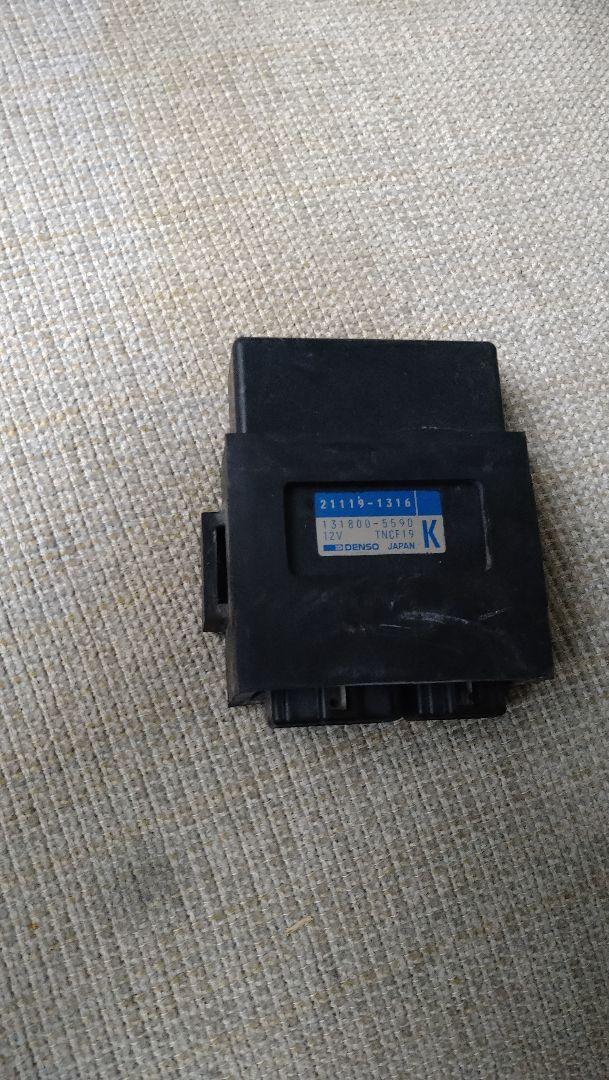 21119-1316
131800-5590
12V TNCF19
DENSO JAPAN K